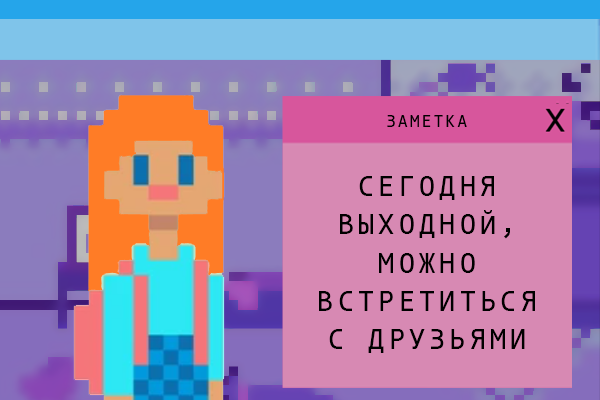 ЗАМЕТКА X
СЕГОДНЯ
ВЫХОДНОЙ,
МОЖНО
ВСТРЕТИТЬСЯ
С ДРУЗЬЯМИ